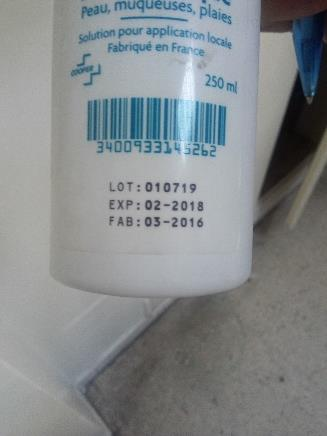 Peau, muqueuses, plaies
Solution pour application locale
Fabriqué en France
COOPER
250 ml
3400933145262
LOT:010719
EXP:02-2018
FAB:03-2016